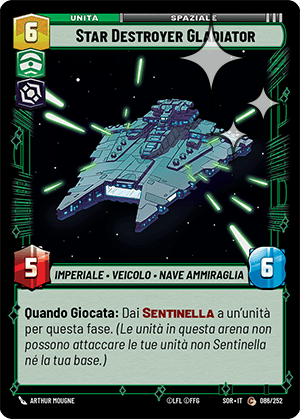 UNITÀ
SPAZIALE
6
STAR DESTROYER GLADIATOR
5
6
IMPERIALE • VEICOLO • NAVE AMMIRAGLIA
Quando Giocata: Dai SENTINELLA a un'unità
per questa fase. (Le unità in questa arena non
possono attaccare le tue unità non Sentinella
né la tua base.)
ARTHUR MOUGNE
©LFL ©FFG
SOR • IT
C
086/252